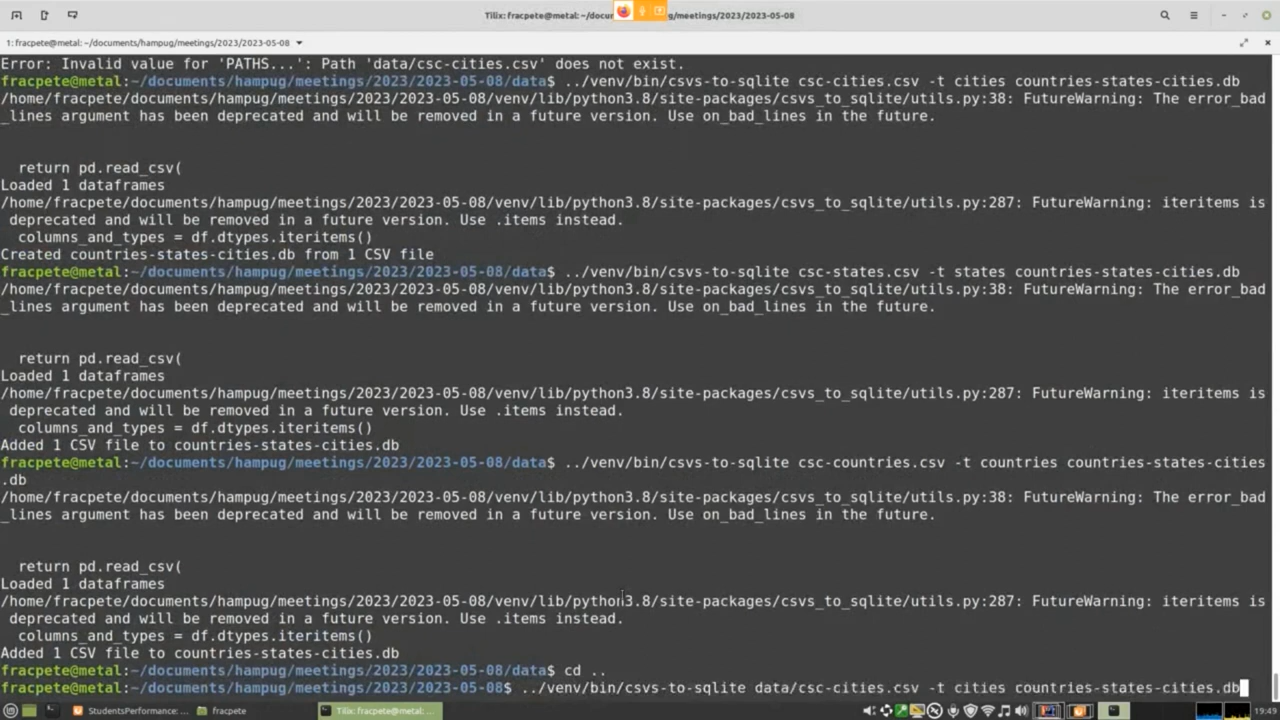 Tilix: fracpete@metal: ~/docum g/meetings/2023/2023-05-08
1: fracpete@metal: ~/documents/hampug/meetings/2023/2023-05-08
Error: Invalid value for 'PATHS...': Path 'data/csc-cities.csv' does not exist.
fracpete@metal:~/documents/hampug/meetings/2023/2023-05-08/data$ ../venv/bin/csvs-to-sqlite csc-cities.csv -t cities countries-states-cities.db
/home/fracpete/documents/hampug/meetings/2023/2023-05-08/venv/lib/python3.8/site-packages/csvs_to_sqlite/utils.py:38: FutureWarning: The error_bad
_lines argument has been deprecated and will be removed in a future version. Use on_bad_lines in the future.
return pd.read_csv(
Loaded 1 dataframes
/home/fracpete/documents/hampug/meetings/2023/2023-05-08/venv/lib/python3.8/site-packages/csvs_to_sqlite/utils.py:287: FutureWarning: iteritems is
deprecated and will be removed in a future version. Use .items instead.
columns_and_types = df.dtypes.iteritems()
Created countries-states-cities.db from 1 CSV file
fracpete@metal:~/documents/hampug/meetings/2023/2023-05-08/data$ ../venv/bin/csvs-to-sqlite csc-states.csv -t states countries-states-cities.db
/home/fracpete/documents/hampug/meetings/2023/2023-05-08/venv/lib/python3.8/site-packages/csvs_to_sqlite/utils.py:38: FutureWarning: The error_bad
_lines argument has been deprecated and will be removed in a future version. Use on_bad_lines in the future.
return pd.read_csv(
Loaded 1 dataframes
/home/fracpete/documents/hampug/meetings/2023/2023-05-08/venv/lib/python3.8/site-packages/csvs_to_sqlite/utils.py:287: FutureWarning: iteritems is
deprecated and will be removed in a future version. Use .items instead.
columns_and_types = df.dtypes.iteritems()
Added 1 CSV file to countries-states-cities.db
fracpete@metal:~/documents/hampug/meetings/2023/2023-05-08/data$ ../venv/bin/csvs-to-sqlite csc-countries.csv -t countries countries-states-cities
.db
/home/fracpete/documents/hampug/meetings/2023/2023-05-08/venv/lib/python3.8/site-packages/csvs_to_sqlite/utils.py:38: FutureWarning: The error_bad
_lines argument has been deprecated and will be removed in a future version. Use on_bad_lines in the future.
return pd.read_csv(
Loaded 1 dataframes
/home/fracpete/documents/hampug/meetings/2023/2023-05-08/venv/lib/python3.8/site-packages/csvs_to_sqlite/utils.py:287: FutureWarning: iteritems is
deprecated and will be removed in a future version. Use .items instead.
columns_and_types = df.dtypes.iteritems()
Added 1 CSV file to countries-states-cities.db
fracpete@metal:~/documents/hampug/meetings/2023/2023-05-08/data$ cd ..
fracpete@metal:~/documents/hampug/meetings/2023/2023-05-08$ ../venv/bin/csvs-to-sqlite data/csc-cities.csv -t cities countries-states-cities.db
StudentsPerformance: ... fracpete Tilix: fracpete@metal: ... 19:49